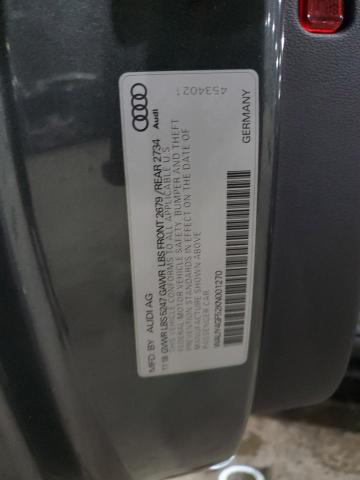 4534021
Audi
GERMANY
MFD. BY AUDI AG
11.18 GVWR LBS 5247 GAWR LBS FRONT 2679 / REAR 2734
THIS VEHICLE CONFORMS TO ALL APPLICABLE U.S.
FEDERAL MOTOR VEHICLE SAFETY, BUMPER AND THEFT
PREVENTION STANDARDS IN EFFECT ON THE DATE OF
MANUFACTURE SHOWN ABOVE.
PASSENGER CAR
WAUY4GF52KN001270